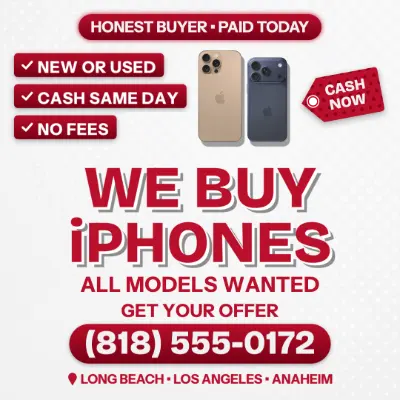 HONEST BUYER • PAID TODAY
NEW OR USED
CASH SAME DAY
NO FEES
CASH
NOW
WE BUY
iPHONES
ALL MODELS WANTED
GET YOUR OFFER
(818) 555-0172
LONG BEACH • LOS ANGELES • ANAHEIM